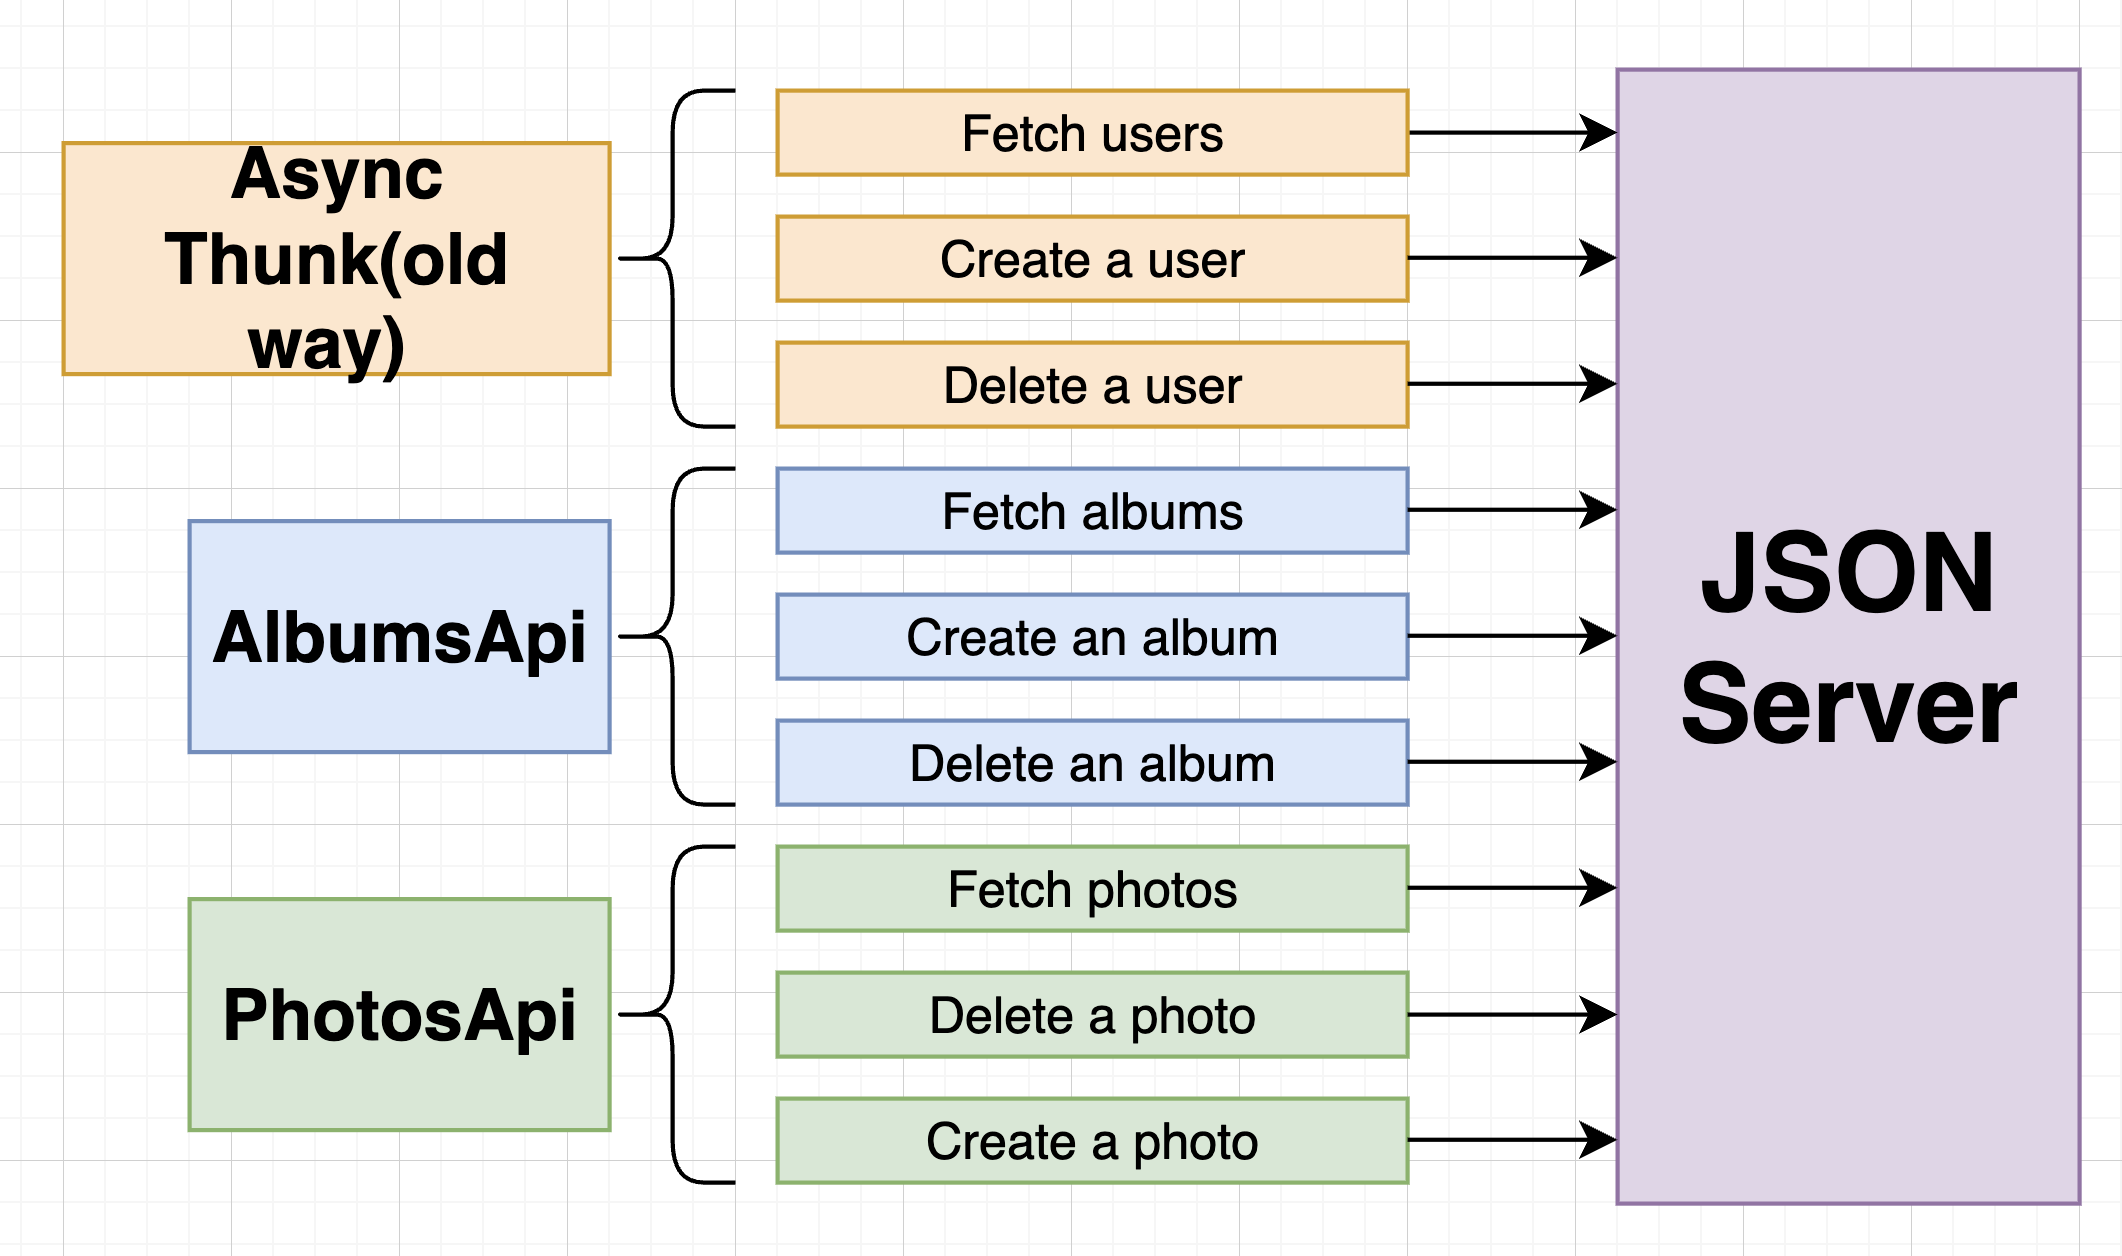 Async
Thunk(old
way)
Fetch users
Create a user
Delete a user
AlbumsApi
Fetch albums
Create an album
Delete an album
PhotosApi
Fetch photos
Delete a photo
Create a photo
JSON
Server